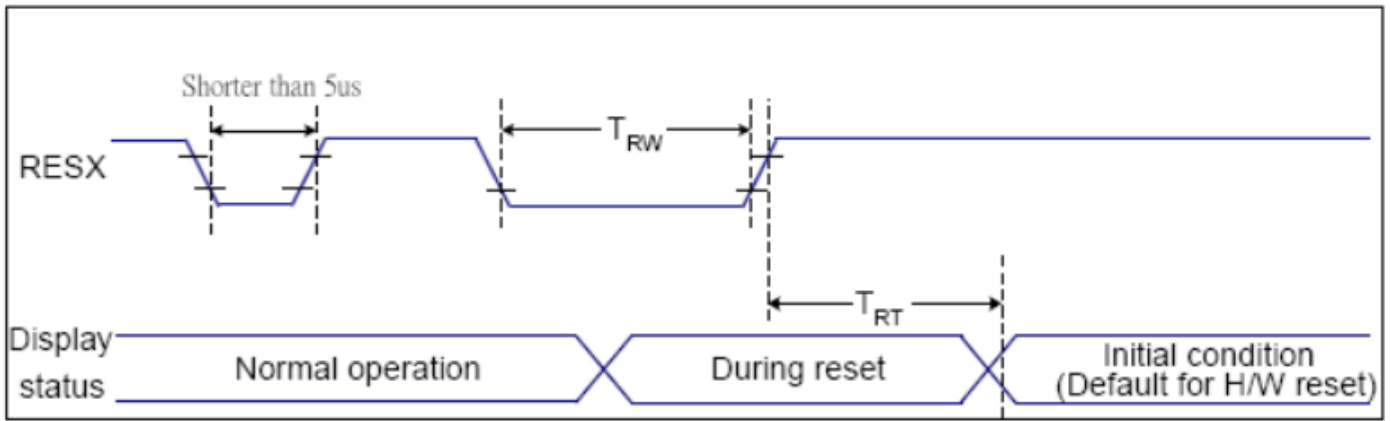 Shorter than 5us
RESX
TRW
TRT
Display
status
Normal operation
During reset
Initial condition
(Default for H/W reset)